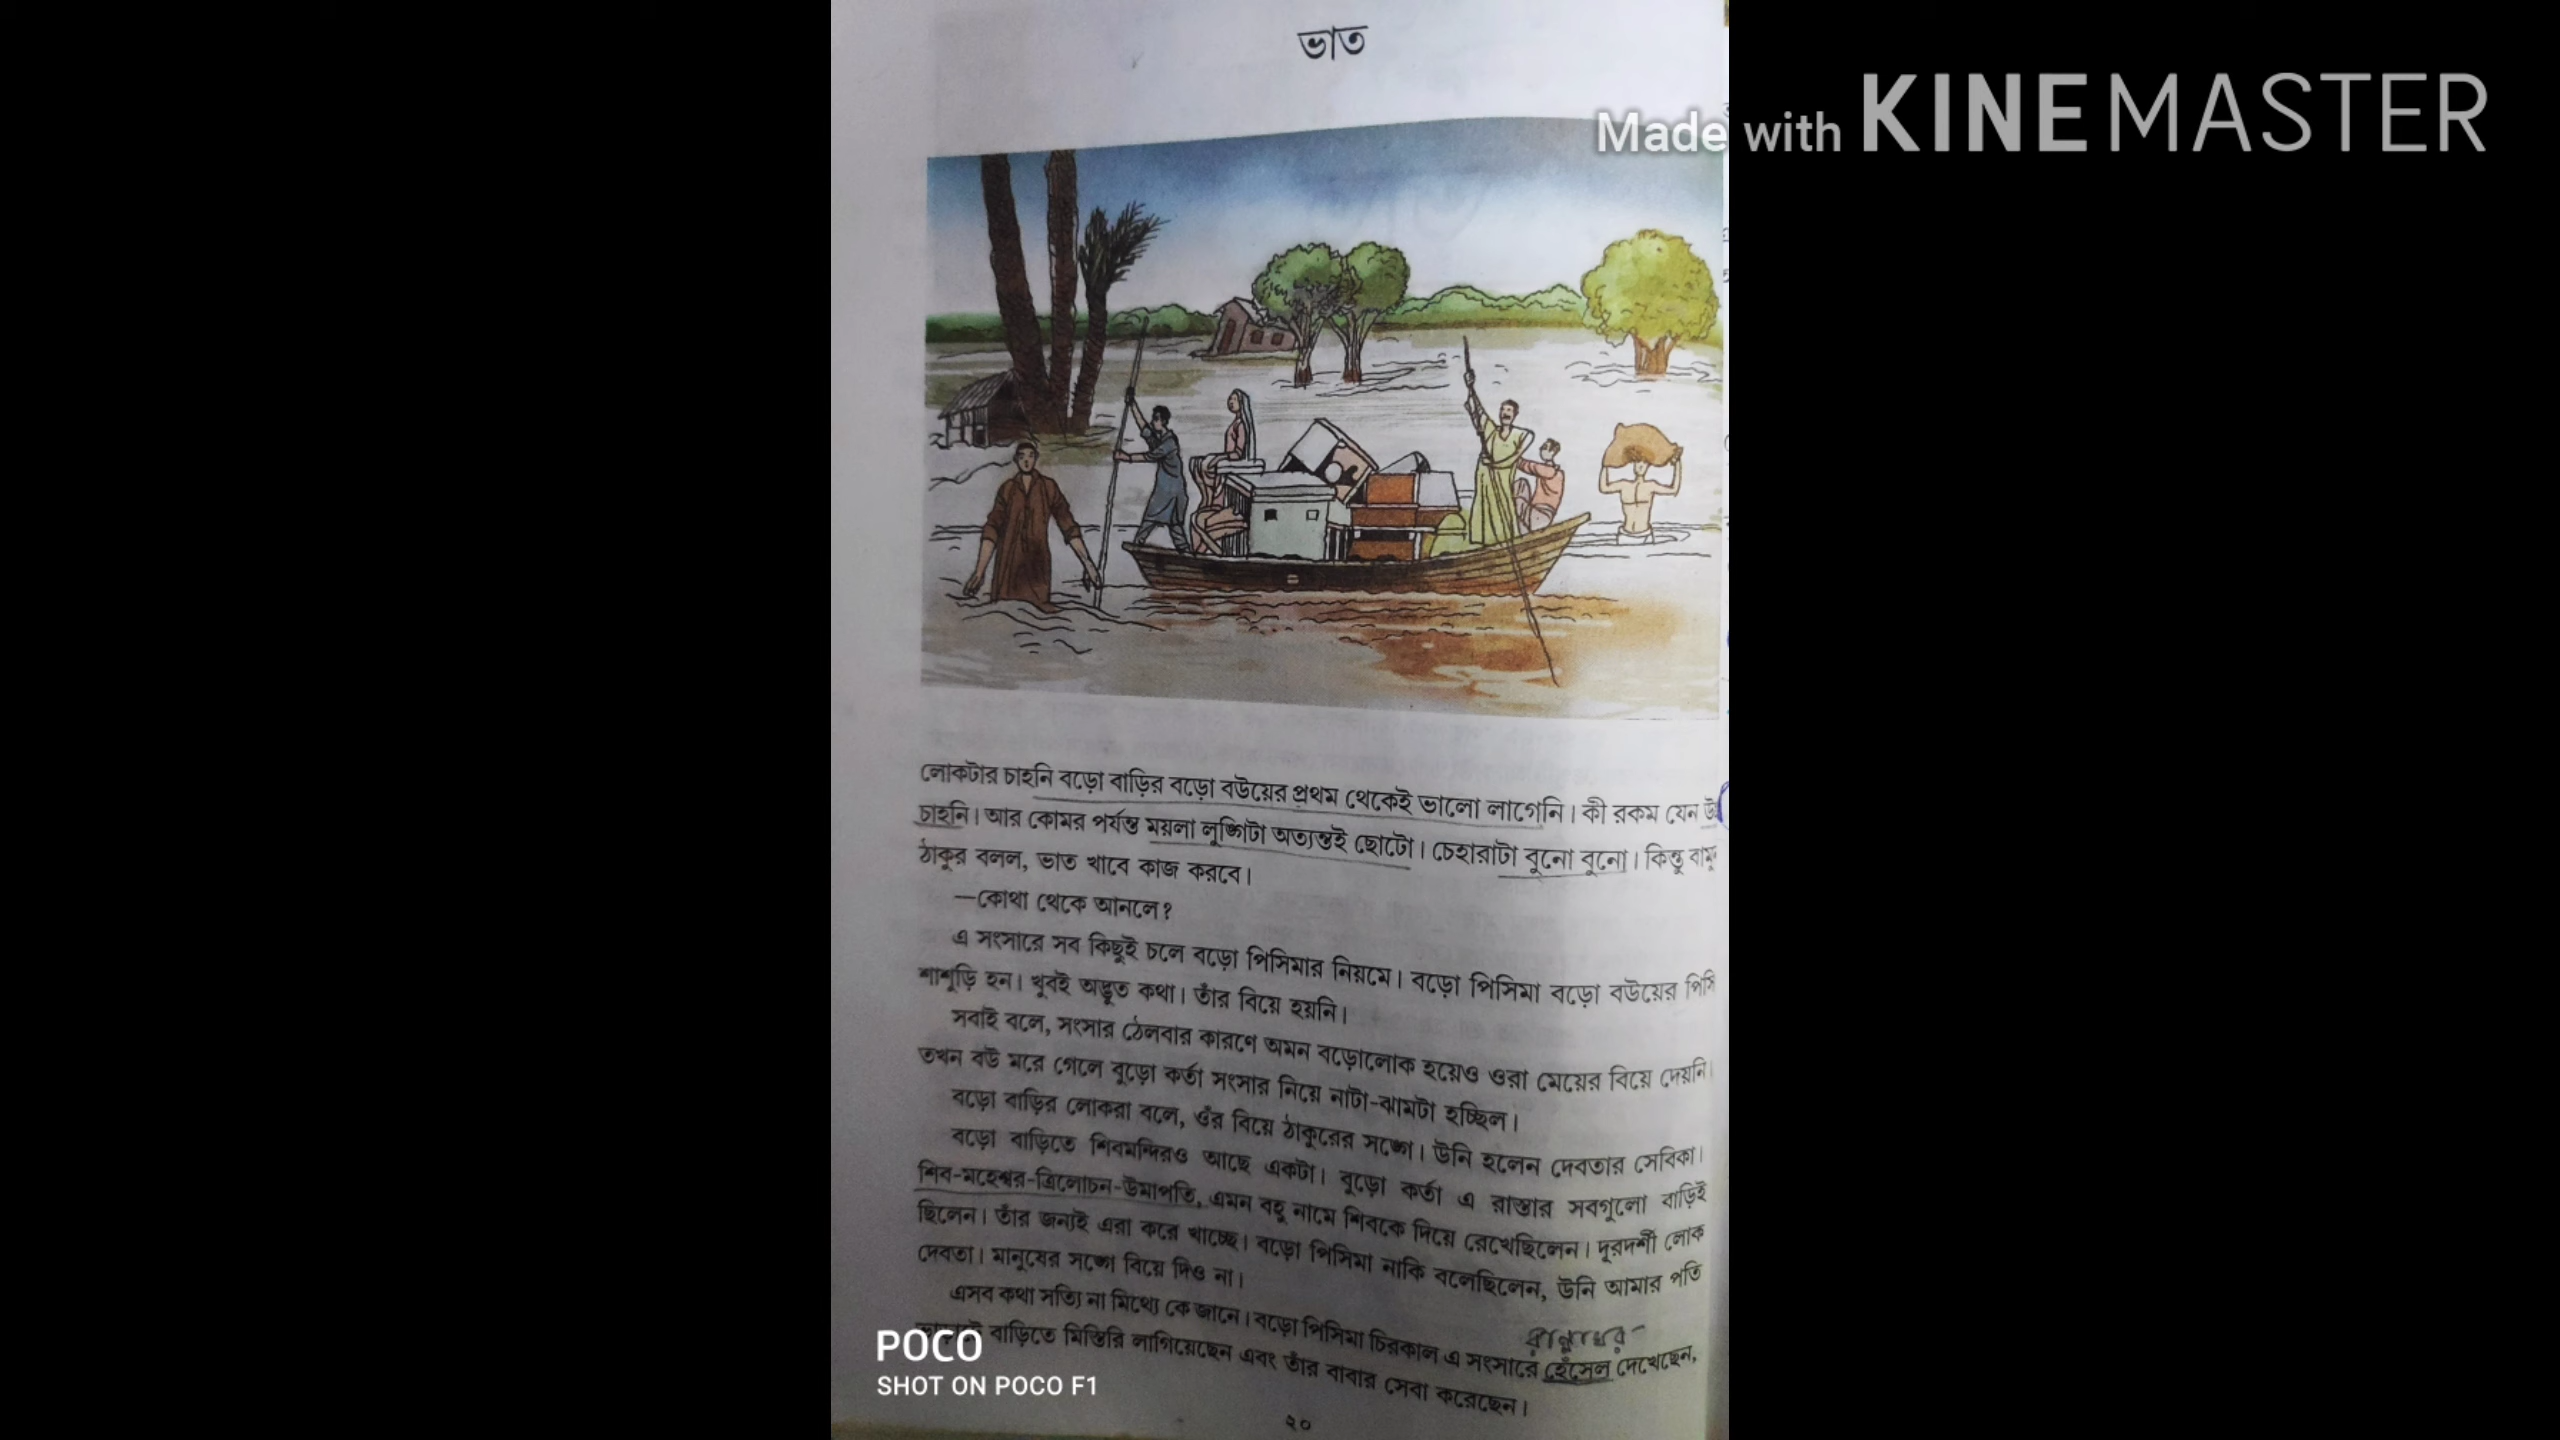 ভাত
Made with KINEMASTER
লোকটার চাহনি বড়ো বাড়ির বড়ো বউয়ের প্রথম থেকেই ভালো লাগেনি। কী রকম যেন
চাহনি। আর কোমর পর্যন্ত ময়লা লুঙ্গিটা অত্যন্তই ছোটো। চেহারাটা বুনো বুনো। কিন্তু
ঠাকুর বলল, ভাত খাবে কাজ করবে।
—কোথা থেকে আনলে?
এ সংসারে সব কিছুই চলে বড়ো পিসিমার নিয়মে। বড়ো পিসিমা বড়ো বউয়ের পিসি
শাশুড়ি হন। খুবই অদ্ভুত কথা। তাঁর বিয়ে হয়নি।
সবাই বলে, সংসার ঠেলবার কারণে অমন বড়োলোক হয়েও ওরা মেয়ের বিয়ে দেয়নি।
তখন বউ মরে গেলে বুড়ো কর্তা সংসার নিয়ে নাটা-ঝামটা হচ্ছিল।
বড়ো বাড়ির লোকরা বলে, ওঁর বিয়ে ঠাকুরের সঙ্গে। উনি হলেন দেবতার সেবিকা।
বড়ো বাড়িতে শিবমন্দিরও আছে একটা। বুড়ো কর্তা এ রাস্তার সবগুলো বাড়িই
শিব-মহেশ্বর-ত্রিলোচন-উমাপতি, এমন বহু নামে শিবকে দিয়ে রেখেছিলেন। দূরদর্শী লোক
ছিলেন। তাঁর জন্যই এরা করে খাচ্ছে। বড়ো পিসিমা নাকি বলেছিলেন, উনি আমার পতি
দেবতা। মানুষের সঙ্গে বিয়ে দিও না।
এসব কথা সত্যি না মিথ্যে কে জানে। বড়ো পিসিমা চিরকাল এ সংসারে হেঁসেল দেখেছেন,
রান্নাঘর
বাড়িতে মিস্তিরি লাগিয়েছেন এবং তাঁর বাবার সেবা করেছেন।
২০
POCO
SHOT ON POCO F1